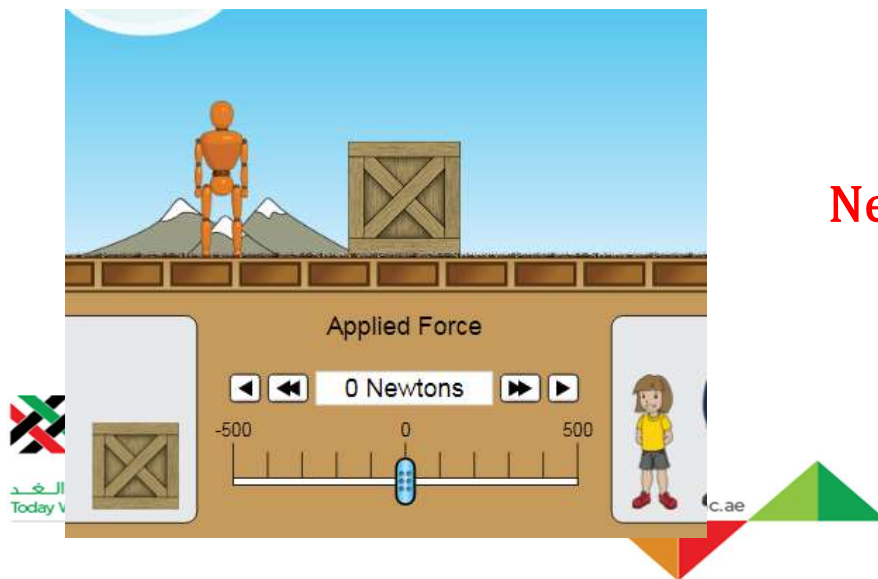 Ne
Applied Force
0 Newtons
-500 0 500
الغد
Today
c.ae